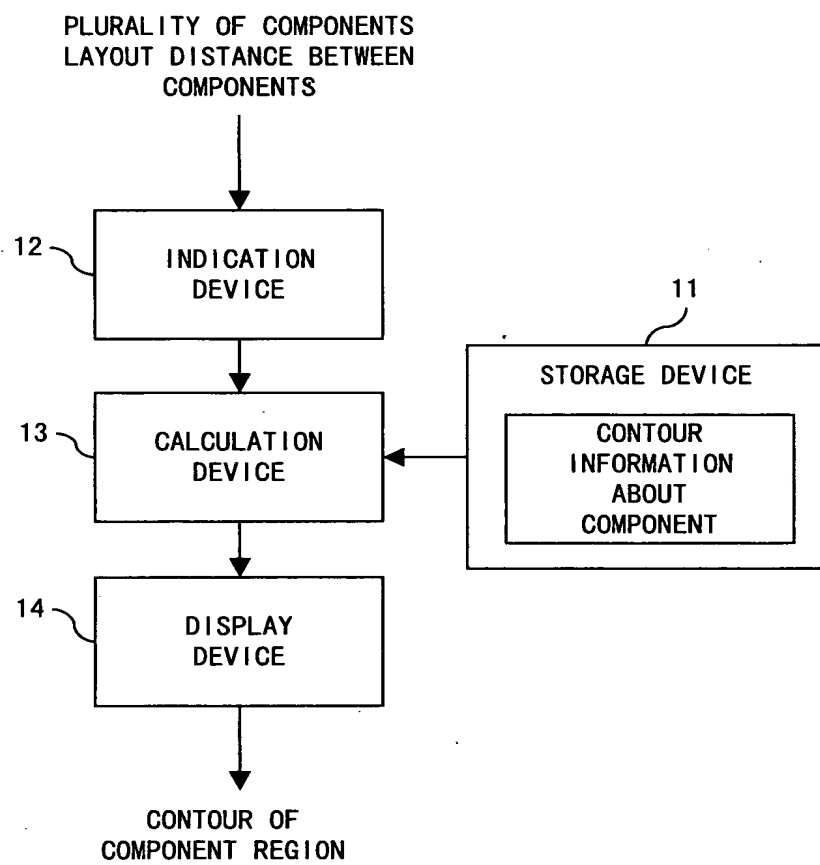 PLURALITY OF COMPONENTS
LAYOUT DISTANCE BETWEEN
COMPONENTS
12
INDICATION
DEVICE
11
STORAGE DEVICE
13
CALCULATION
DEVICE
CONTOUR
INFORMATION
ABOUT
COMPONENT
14
DISPLAY
DEVICE
CONTOUR OF
COMPONENT REGION